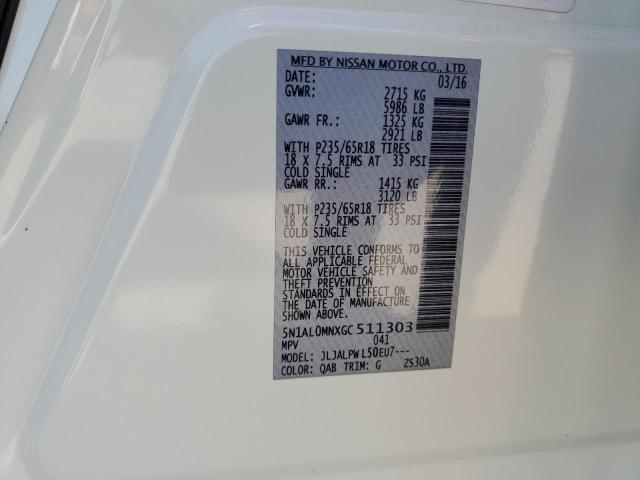 MFD BY NISSAN MOTOR CO., LTD.
DATE: 03/16
GVWR: 2715 KG
5986 LB
GAWR FR.: 1325 KG
2921 LB
WITH P235/65R18 TIRES
18 X 7.5 RIMS AT 33 PSI
COLD SINGLE
GAWR RR.: 1415 KG
3120 LB
WITH P235/65R18 TIRES
18 X 7.5 RIMS AT 33 PSI
COLD SINGLE
THIS VEHICLE CONFORMS TO
ALL APPLICABLE FEDERAL
MOTOR VEHICLE SAFETY AND
THEFT PREVENTION
STANDARDS IN EFFECT ON THE
DATE OF MANUFACTURE
SHOWN ABOVE.
5N1AL0MNXGC511303
MPV 041
MODEL: JLJALPWL50EU7---
COLOR: QAB TRIM: G ZS30A